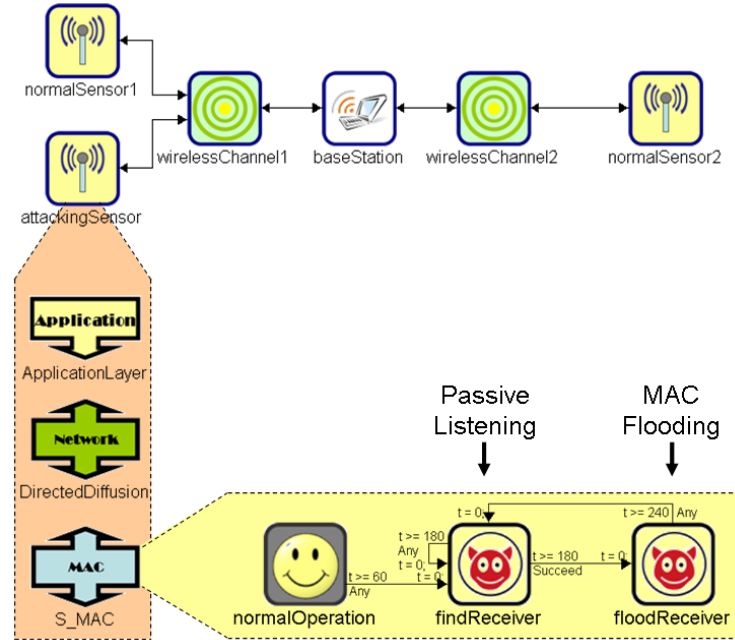 normalSensor1
wirelessChannel1
baseStation
wirelessChannel2
normalSensor2
attackingSensor
Application
ApplicationLayer
Network
DirectedDiffusion
MAC
S_MAC
Passive
Listening
MAC
Flooding
t = 0;
t >= 240
Any
t >= 180
Any
t = 0;
t >= 60
Any
t = 0;
t >= 180
Succeed
t = 0;
normalOperation
findReceiver
floodReceiver